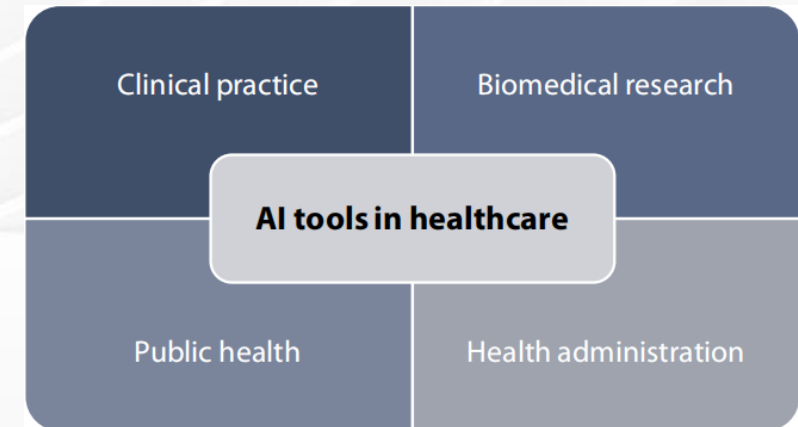 Clinical practice
Biomedical research
AI tools in healthcare
Public health
Health administration